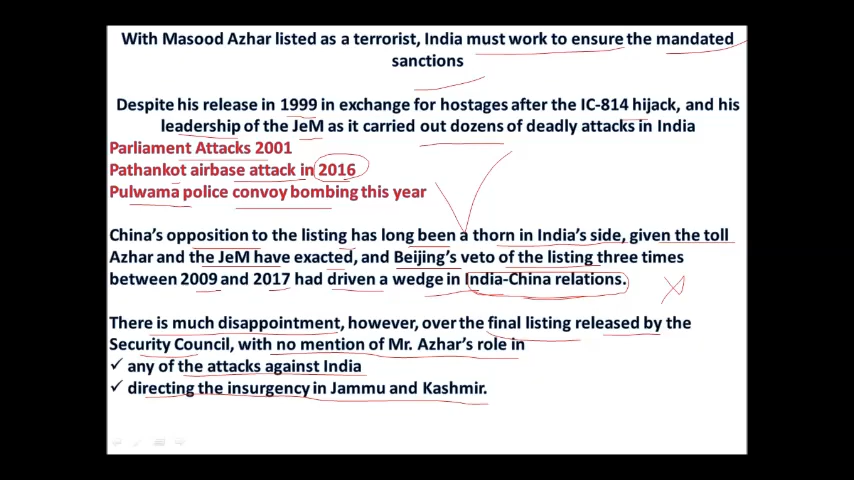 With Masood Azhar listed as a terrorist, India must work to ensure the mandated
sanctions
Despite his release in 1999 in exchange for hostages after the IC-814 hijack, and his
leadership of the JeM as it carried out dozens of deadly attacks in India
Parliament Attacks 2001
Pathankot airbase attack in 2016
Pulwama police convoy bombing this year
China's opposition to the listing has long been a thorn in India's side, given the toll
Azhar and the JeM have exacted, and Beijing's veto of the listing three times
between 2009 and 2017 had driven a wedge in India-China relations.
There is much disappointment, however, over the final listing released by the
Security Council, with no mention of Mr. Azhar's role in
✓ any of the attacks against India
✓ directing the insurgency in Jammu and Kashmir.